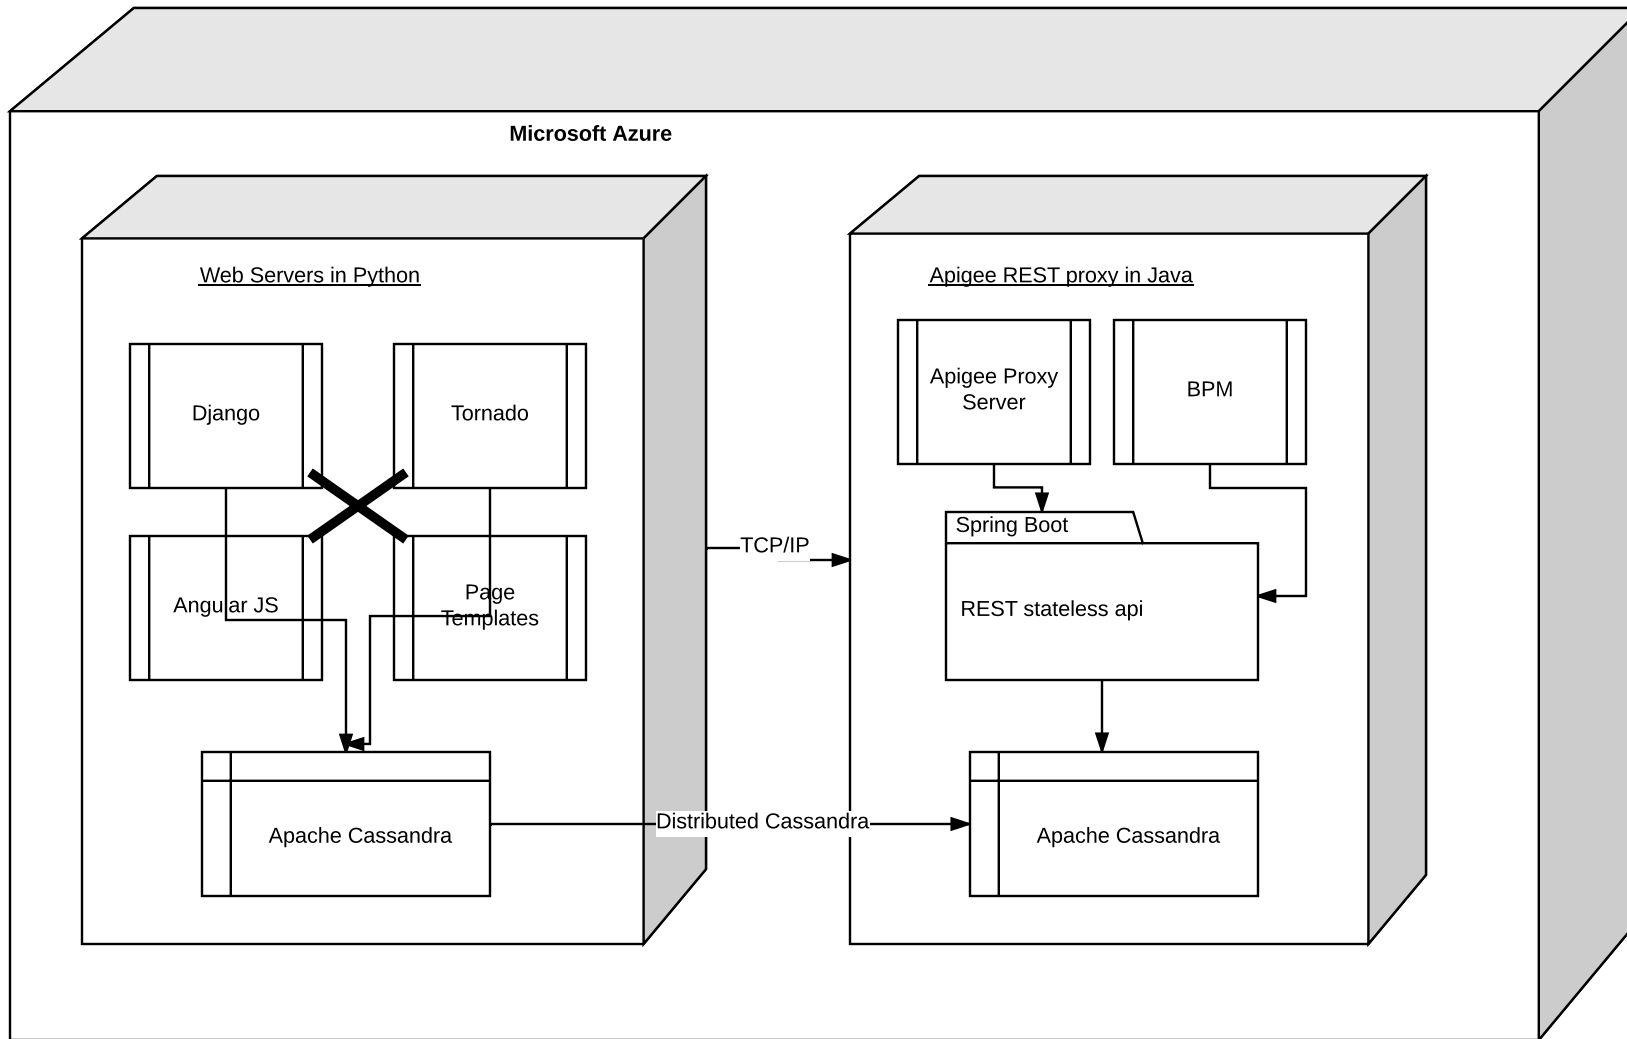 Microsoft Azure
Web Servers in Python
Django
Tornado
Angular JS
Page
Templates
Apache Cassandra
TCP/IP
Distributed Cassandra
Apigee REST proxy in Java
Apigee Proxy
Server
BPM
Spring Boot
REST stateless api
Apache Cassandra